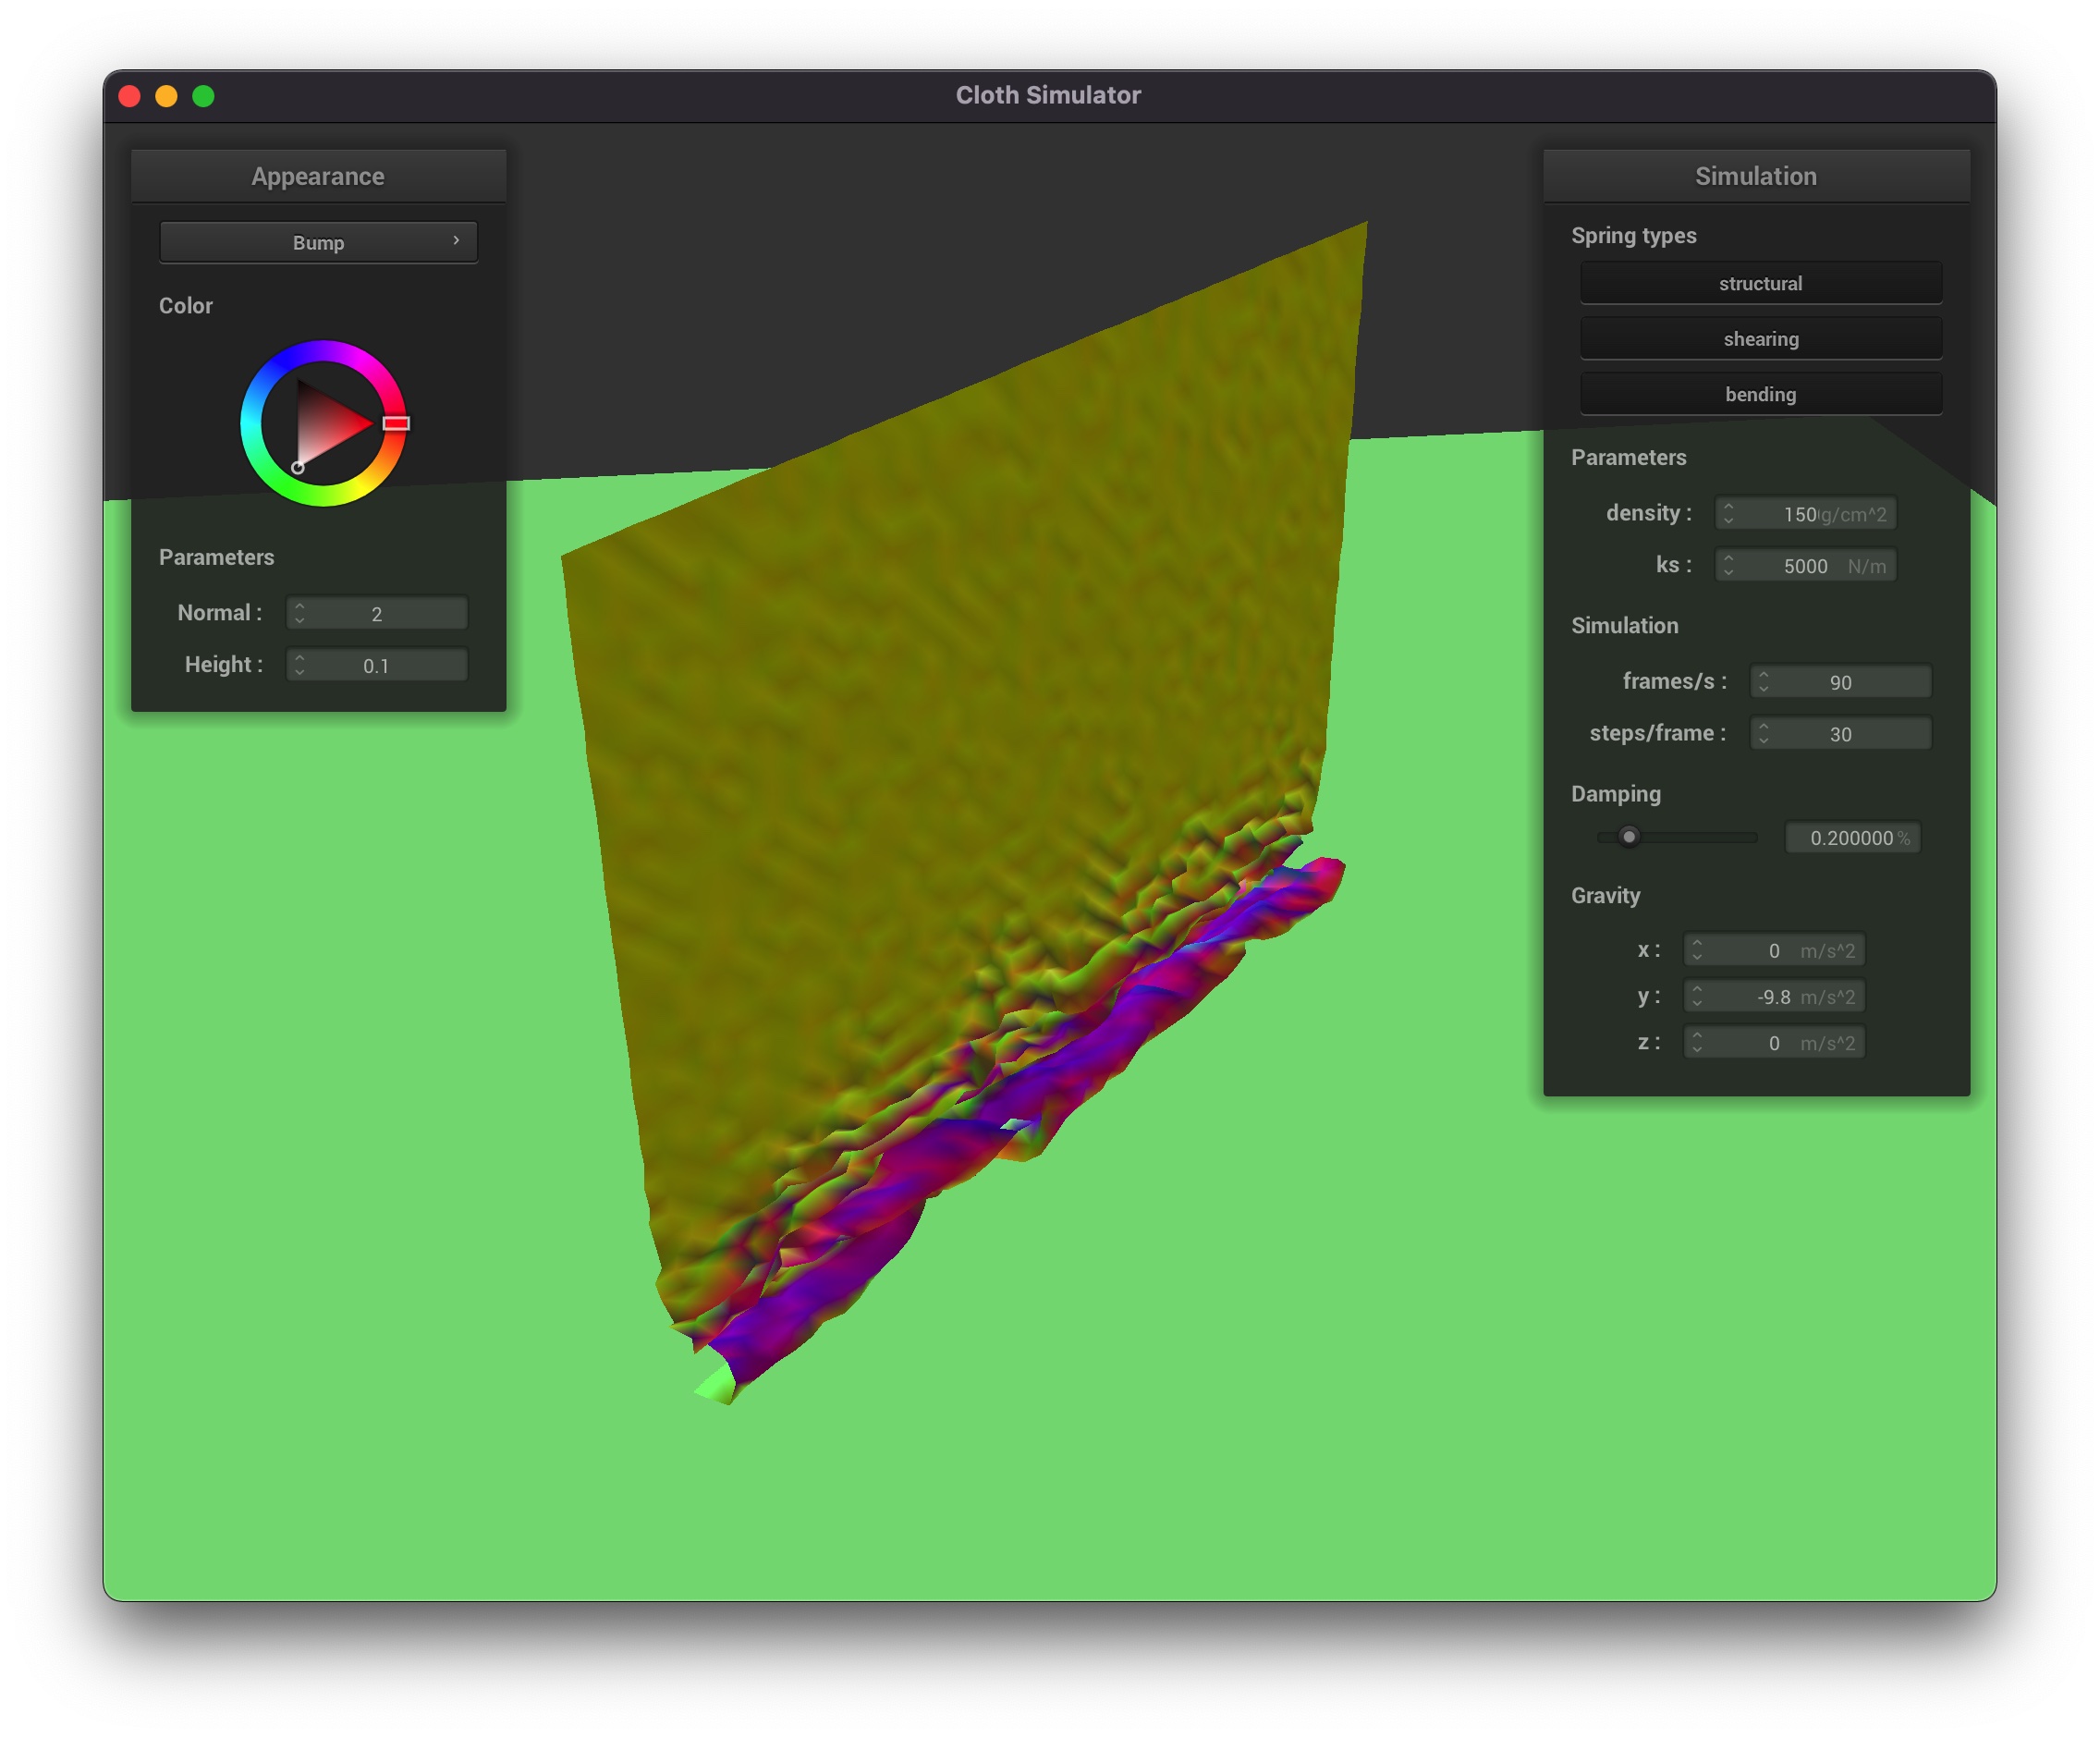 Cloth Simulator
Appearance
Bump
Color
Parameters
Normal : 2
Height : 0.1
Simulation
Spring types
structural
shearing
bending
Parameters
density : 150 g/cm^2
ks : 5000 N/m
Simulation
frames/s : 90
steps/frame : 30
Damping
0.200000 %
Gravity
x : 0 m/s^2
y : -9.8 m/s^2
z : 0 m/s^2